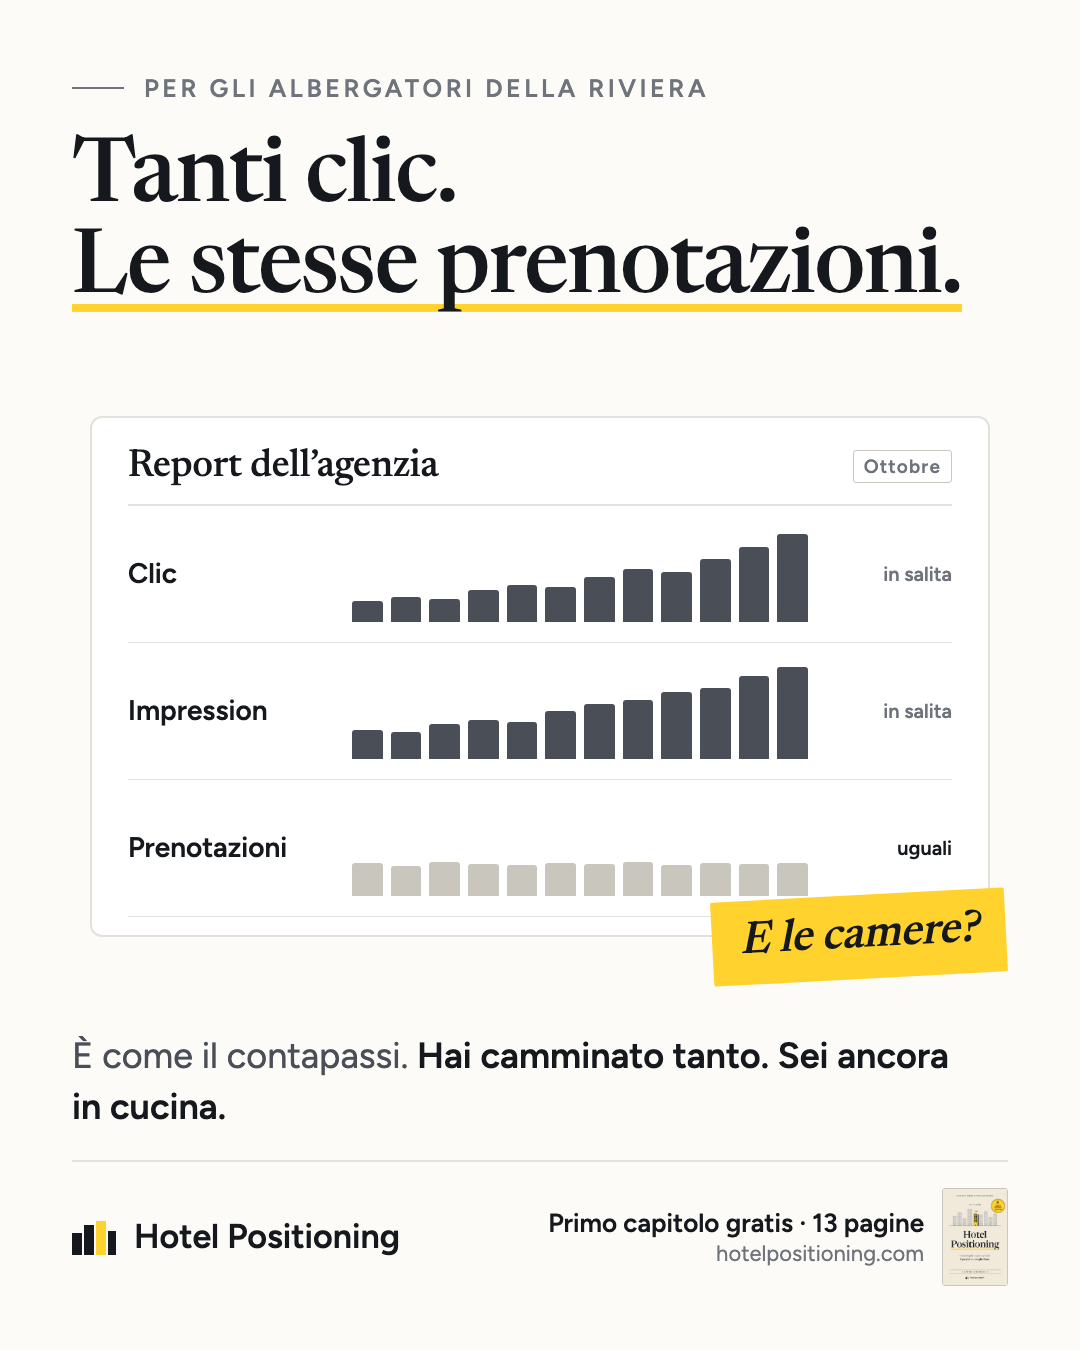 PER GLI ALBERGATORI DELLA RIVIERA
Tanti clic.
Le stesse prenotazioni.
Report dell’agenzia
Ottobre
Clic
in salita
Impression
in salita
Prenotazioni
uguali
E le camere?
È come il contapassi. Hai camminato tanto. Sei ancora
in cucina.
Hotel Positioning
Primo capitolo gratis · 13 pagine
hotelpositioning.com
Hotel
Positioning